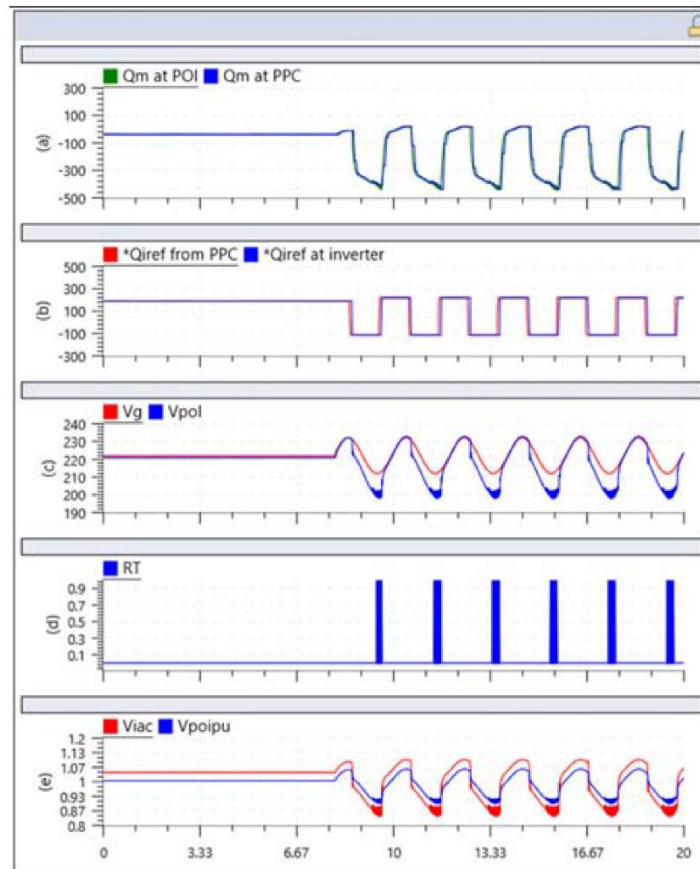 Qm at POI Qm at PPC
300
100
-100
-300
-500
(a)
*Qiref from PPC *Qiref at inverter
500
300
100
-100
-300
(b)
Vg Vpol
240
230
220
210
200
190
(c)
RT
0.9
0.7
0.5
0.3
0.1
(d)
Viac Vpoipu
1.2
1.13
1.07
1
0.93
0.87
0.8
(e)
0 3.33 6.67 10 13.33 16.67 20